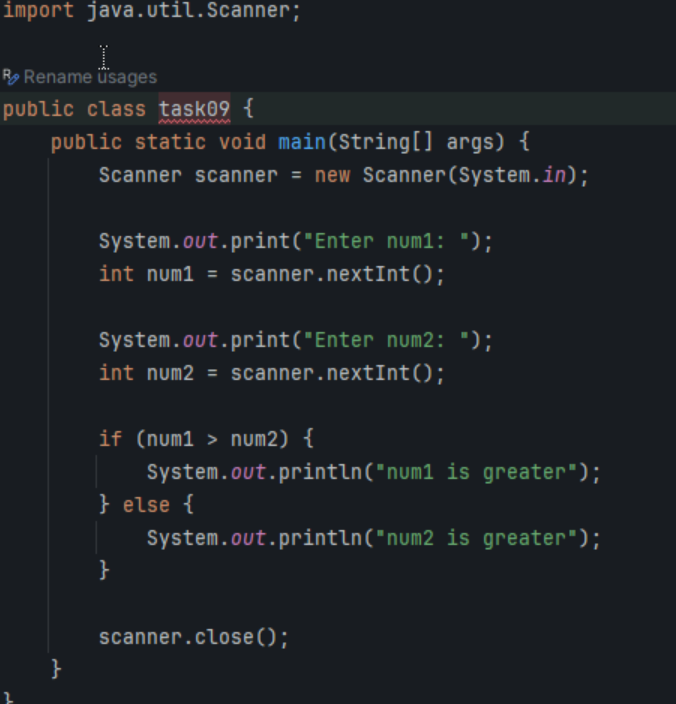 import java.util.Scanner;
Rename usages
public class task09 {
    public static void main(String[] args) {
        Scanner scanner = new Scanner(System.in);
        System.out.print("Enter num1: ");
        int num1 = scanner.nextInt();
        System.out.print("Enter num2: ");
        int num2 = scanner.nextInt();
        if (num1 > num2) {
            System.out.println("num1 is greater");
        } else {
            System.out.println("num2 is greater");
        }
        scanner.close();
    }
}